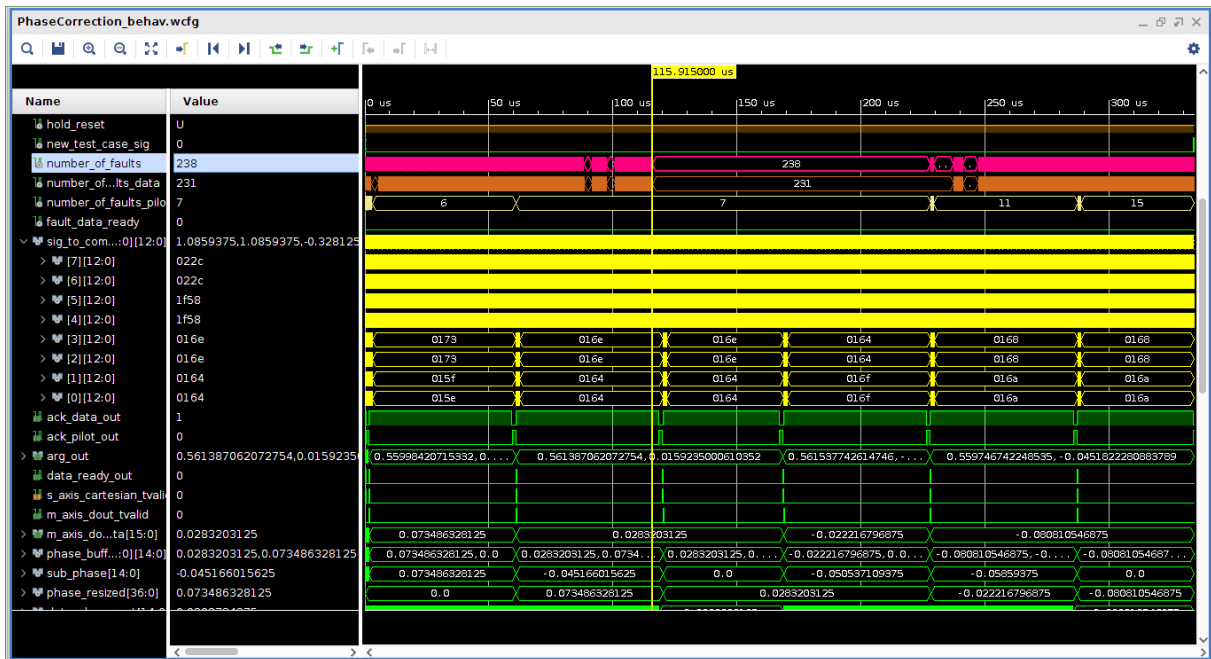 PhaseCorrection_behav.wcfg
115.915000 us
Name Value
0 us 50 us 100 us 150 us 200 us 250 us 300 us
hold_reset U
new_test_case_sig 0
number_of_faults 238 238
number_of...lts_data 231 231
number_of_faults_pilo 7 6 7 11 15
fault_data_ready 0
sig_to_com...:0][12:0] 1.0859375,1.0859375,-0.328125
[7][12:0] 022c
[6][12:0] 022c
[5][12:0] 1f58
[4][12:0] 1f58
[3][12:0] 016e 0173 016e 016e 0164 0168 0168
[2][12:0] 016e 0173 016e 016e 0164 0168 0168
[1][12:0] 0164 015f 0164 0164 016f 016a 016a
[0][12:0] 0164 015e 0164 0164 016f 016a 016a
ack_data_out 1
ack_pilot_out 0
arg_out 0.561387062072754,0.0159235 0.55998420715332,0.... 0.561387062072754,0.0159235000610352 0.561537742614746,-... 0.559746742248535,-0.0451822280883789
data_ready_out 0
s_axis_cartesian_tvali 0
m_axis_dout_tvalid 0
m_axis_do...ta[15:0] 0.0283203125 0.073486328125 0.0283203125 -0.022216796875 -0.080810546875
phase_buff...:0][14:0] 0.0283203125,0.073486328125 0.073486328125,0.0 0.0283203125,0.0734... 0.0283203125,0.... -0.022216796875,0.0... -0.080810546875,-0.... -0.08081054687...
sub_phase[14:0] -0.045166015625 0.073486328125 -0.045166015625 0.0 -0.050537109375 -0.05859375 0.0
phase_resized[36:0] 0.073486328125 0.0 0.073486328125 0.0283203125 -0.022216796875 -0.080810546875